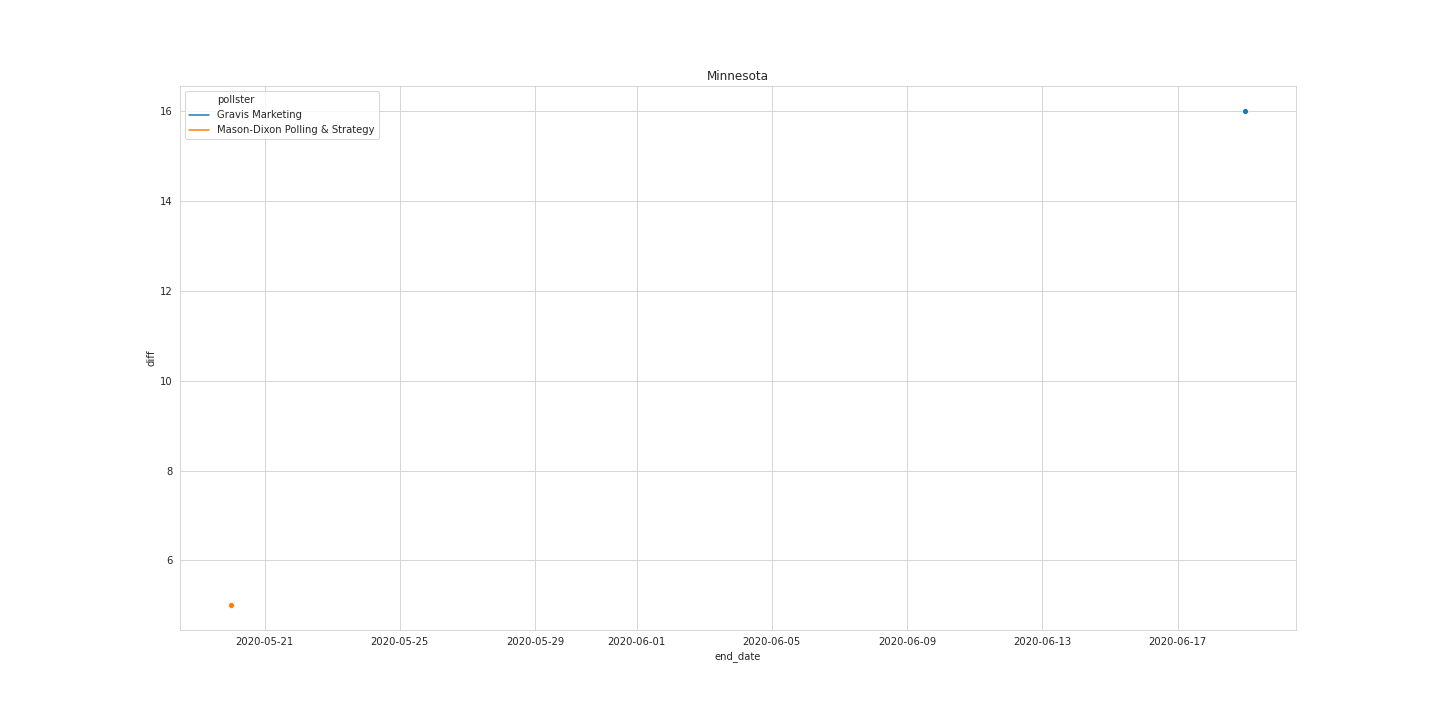 Minnesota
pollster
Gravis Marketing
Mason-Dixon Polling & Strategy
16
14
12
10
8
6
diff
2020-05-21 2020-05-25 2020-05-29 2020-06-01 2020-06-05 2020-06-09 2020-06-13 2020-06-17
end_date